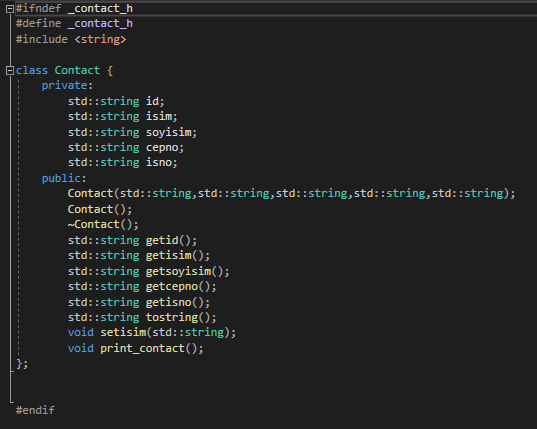 #ifndef _contact_h
#define _contact_h
#include <string>
class Contact {
private:
std::string id;
std::string isim;
std::string soyisim;
std::string cepno;
std::string isno;
public:
Contact(std::string,std::string,std::string,std::string,std::string);
Contact();
~Contact();
std::string getid();
std::string getisim();
std::string getsoyisim();
std::string getcepno();
std::string getisno();
std::string tostring();
void setisim(std::string);
void print_contact();
};
#endif